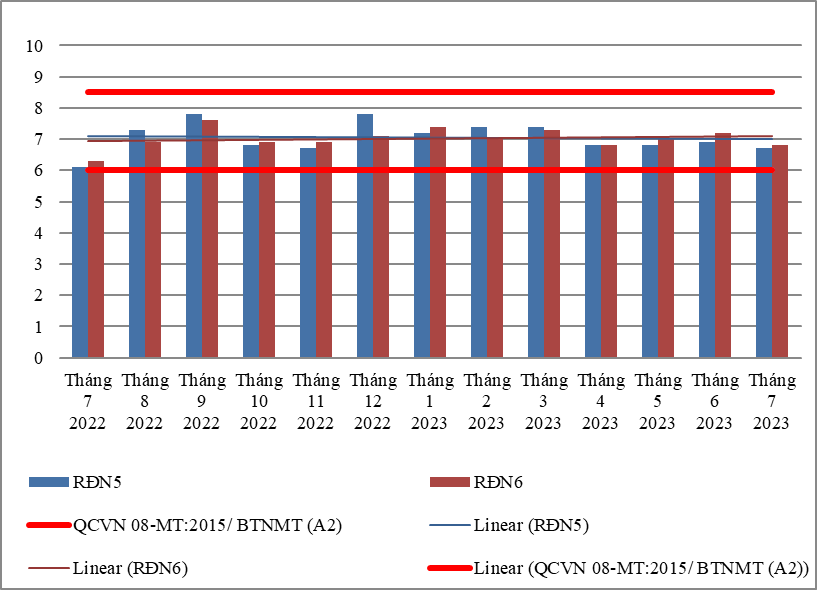 10
9
8
7
6
5
4
3
2
1
0
Tháng 7 2022
Tháng 8 2022
Tháng 9 2022
Tháng 10 2022
Tháng 11 2022
Tháng 12 2022
Tháng 1 2023
Tháng 2 2023
Tháng 3 2023
Tháng 4 2023
Tháng 5 2023
Tháng 6 2023
Tháng 7 2023
RĐN5
RĐN6
QCVN 08-MT:2015/ BTNMT (A2)
Linear (RĐN5)
Linear (RĐN6)
Linear (QCVN 08-MT:2015/ BTNMT (A2))